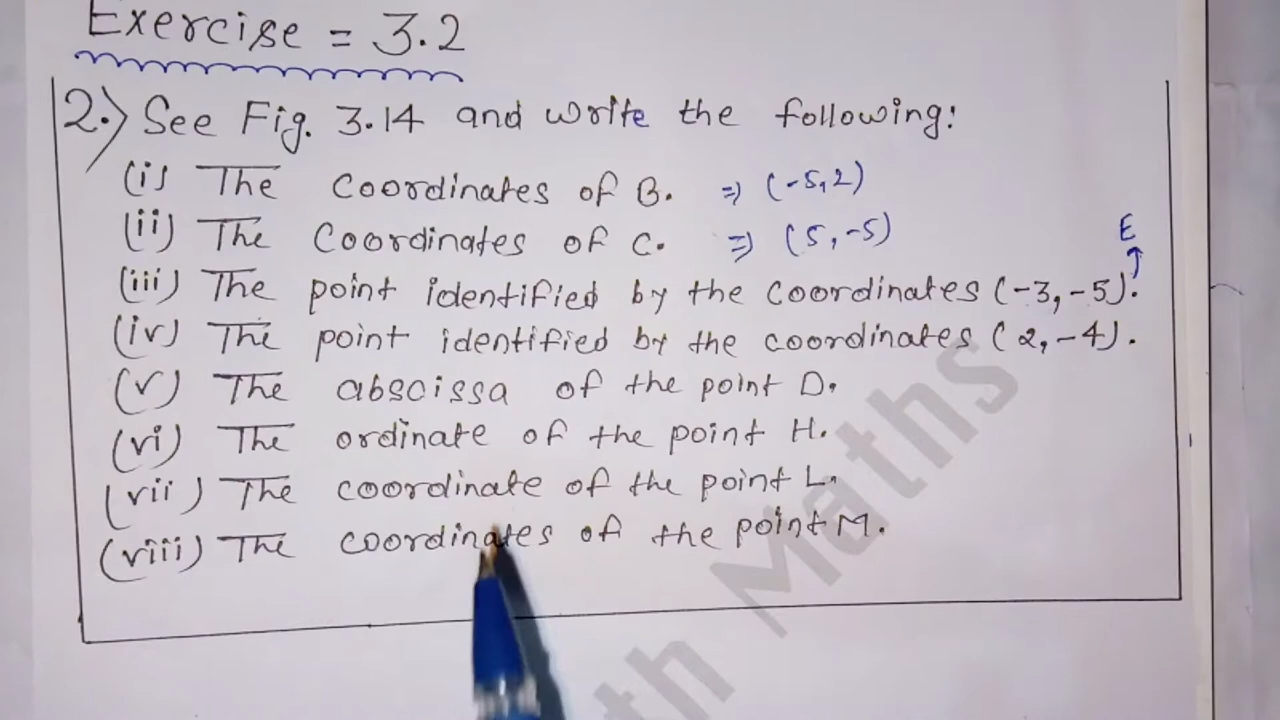 Exercise = 3.2
2.) See Fig. 3.14 and write the following:
(i) The coordinates of B. => (-5,2)
(ii) The coordinates of C. => (5,-5)
E
(iii) The point identified by the coordinates (-3,-5).
(iv) The point identified by the coordinates (2,-4).
(v) The abscissa of the point D.
(vi) The ordinate of the point H.
(vii) The coordinate of the point L.
(viii) The coordinates of the point M.
Math Maths